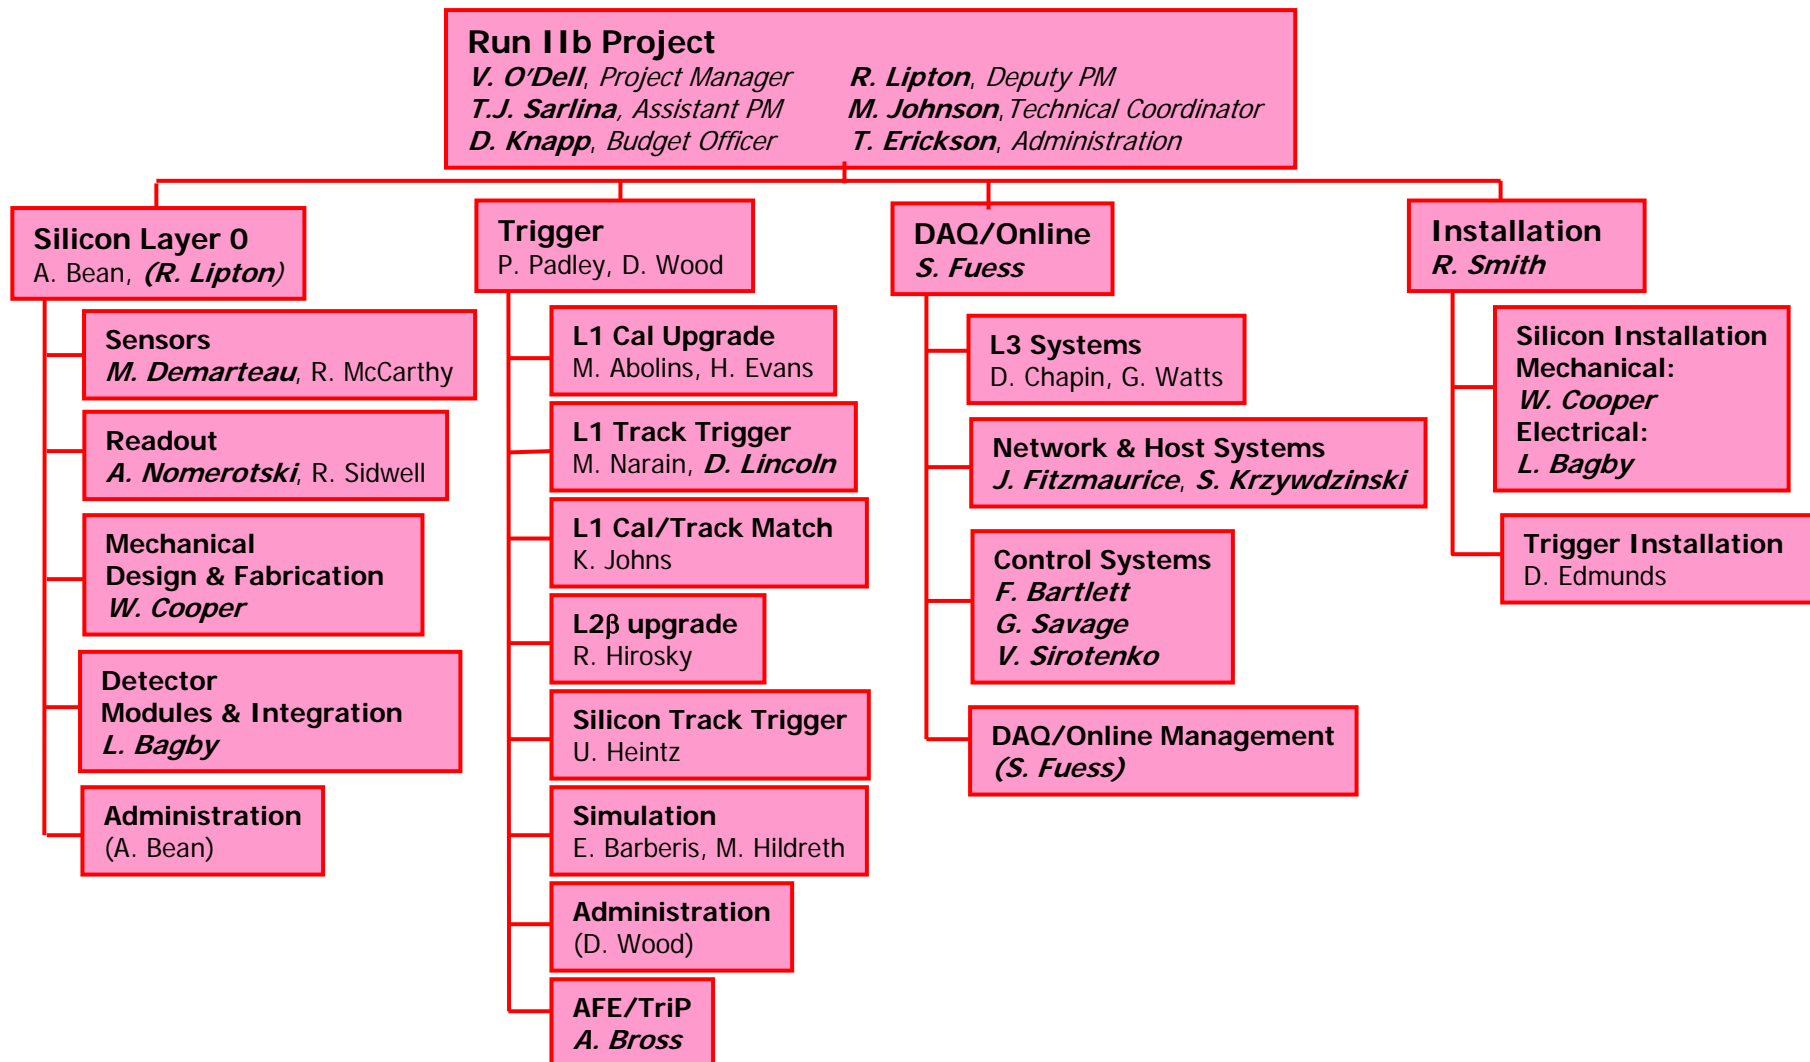 Run IIb Project
V. O'Dell, Project Manager R. Lipton, Deputy PM
T.J. Sarlina, Assistant PM M. Johnson, Technical Coordinator
D. Knapp, Budget Officer T. Erickson, Administration
Silicon Layer 0
A. Bean, (R. Lipton)
Sensors
M. Demarteau, R. McCarthy
Readout
A. Nomerotski, R. Sidwell
Mechanical
Design & Fabrication
W. Cooper
Detector
Modules & Integration
L. Bagby
Administration
(A. Bean)
Trigger
P. Padley, D. Wood
L1 Cal Upgrade
M. Abolins, H. Evans
L1 Track Trigger
M. Narain, D. Lincoln
L1 Cal/Track Match
K. Johns
L2β upgrade
R. Hirosky
Silicon Track Trigger
U. Heintz
Simulation
E. Barberis, M. Hildreth
Administration
(D. Wood)
AFE/TriP
A. Bross
DAQ/Online
S. Fuess
L3 Systems
D. Chapin, G. Watts
Network & Host Systems
J. Fitzmaurice, S. Krzywdzinski
Control Systems
F. Bartlett
G. Savage
V. Sirotenko
DAQ/Online Management
(S. Fuess)
Installation
R. Smith
Silicon Installation
Mechanical:
W. Cooper
Electrical:
L. Bagby
Trigger Installation
D. Edmunds